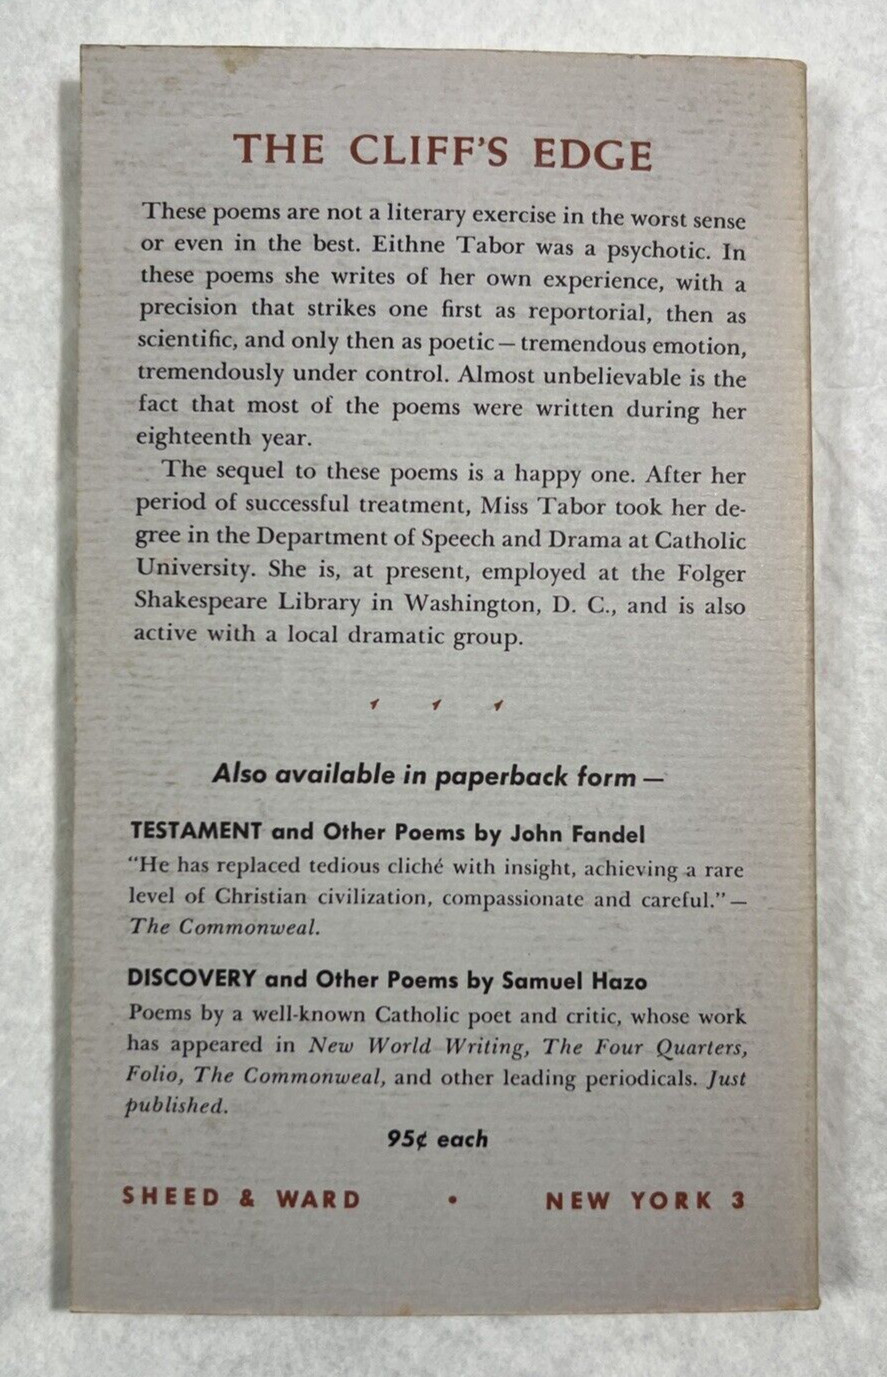 THE CLIFF'S EDGE
These poems are not a literary exercise in the worst sense
or even in the best. Eithne Tabor was a psychotic. In
these poems she writes of her own experience, with a
precision that strikes one first as reportorial, then as
scientific, and only then as poetic—tremendous emotion,
tremendously under control. Almost unbelievable is the
fact that most of the poems were written during her
eighteenth year.
The sequel to these poems is a happy one. After her
period of successful treatment, Miss Tabor took her de-
gree in the Department of Speech and Drama at Catholic
University. She is, at present, employed at the Folger
Shakespeare Library in Washington, D. C., and is also
active with a local dramatic group.
Also available in paperback form —
TESTAMENT and Other Poems by John Fandel
“He has replaced tedious cliché with insight, achieving a rare
level of Christian civilization, compassionate and careful.”—
The Commonweal.
DISCOVERY and Other Poems by Samuel Hazo
Poems by a well-known Catholic poet and critic, whose work
has appeared in New World Writing, The Four Quarters,
Folio, The Commonweal, and other leading periodicals. Just
published.
95¢ each
SHEED & WARD • NEW YORK 3